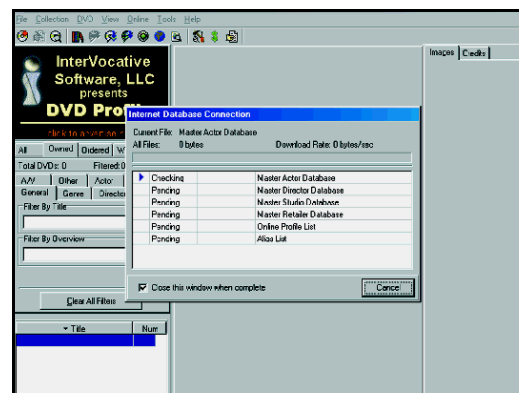 File Collection DVD View Online Tools Help
InterVocative
Software, LLC
presents
DVD Pro
Images Credits
Internet Database Connection
Current File: Master Actor Database
All Files: 0 bytes Download Rate: 0 bytes/sec
Checking Master Actor Database
Pending Master Director Database
Pending Master Studio Database
Pending Master Retailer Database
Pending Online Profile List
Pending Alias List
Close this window when complete
Cancel
All Owned Ordered W
Total DVDs: 0 Filtered: 0
A/V Other Actor
General Genre Director
Filter By Title
Filter By Overview
Clear All Filters
Title Num